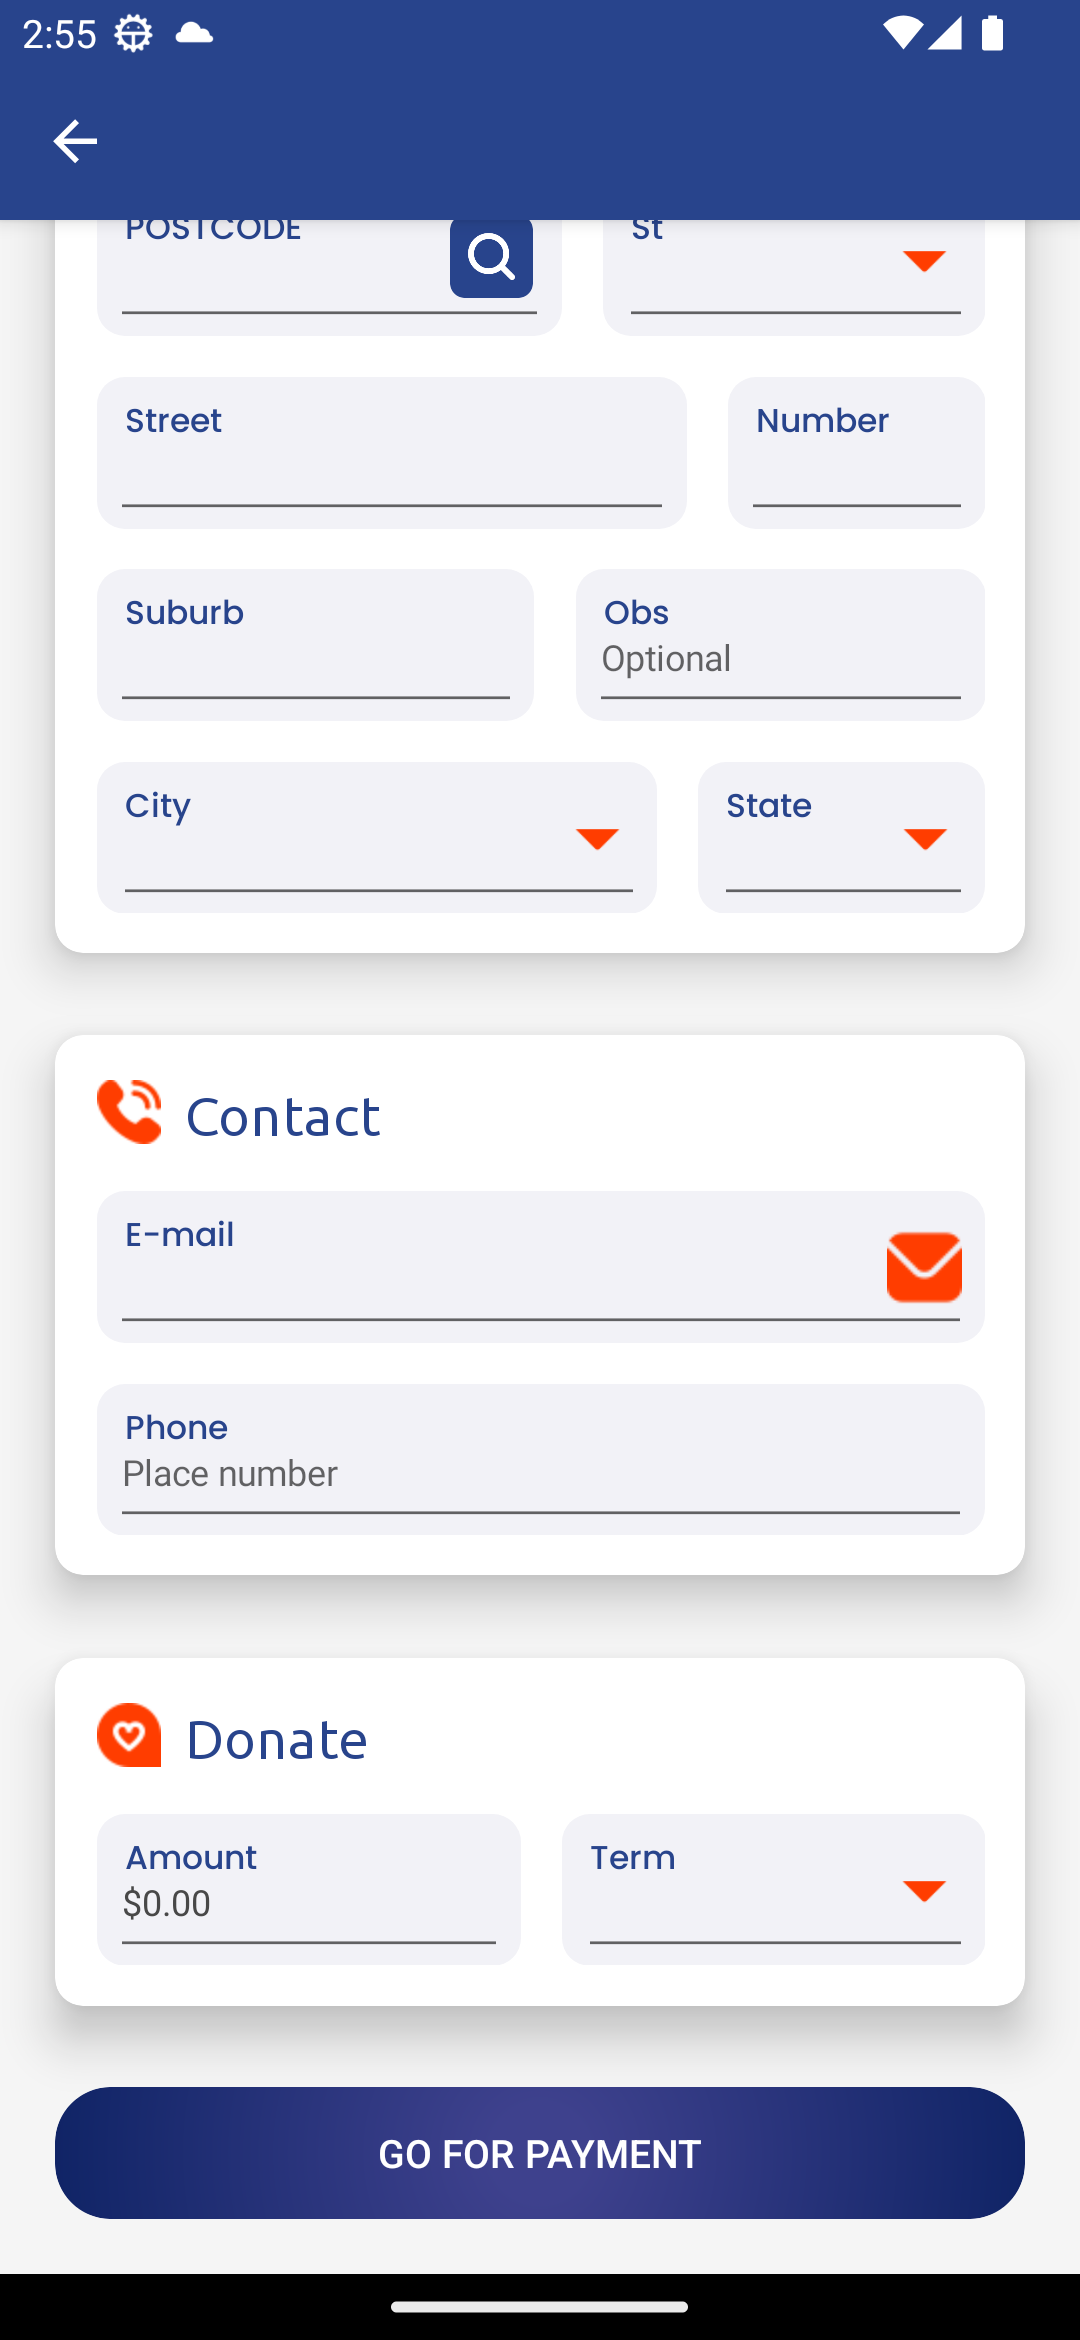 2:55
POSTCODE St
Street Number
Suburb Obs
Optional
City State
Contact
E-mail
Phone
Place number
Donate
Amount Term
$0.00
GO FOR PAYMENT